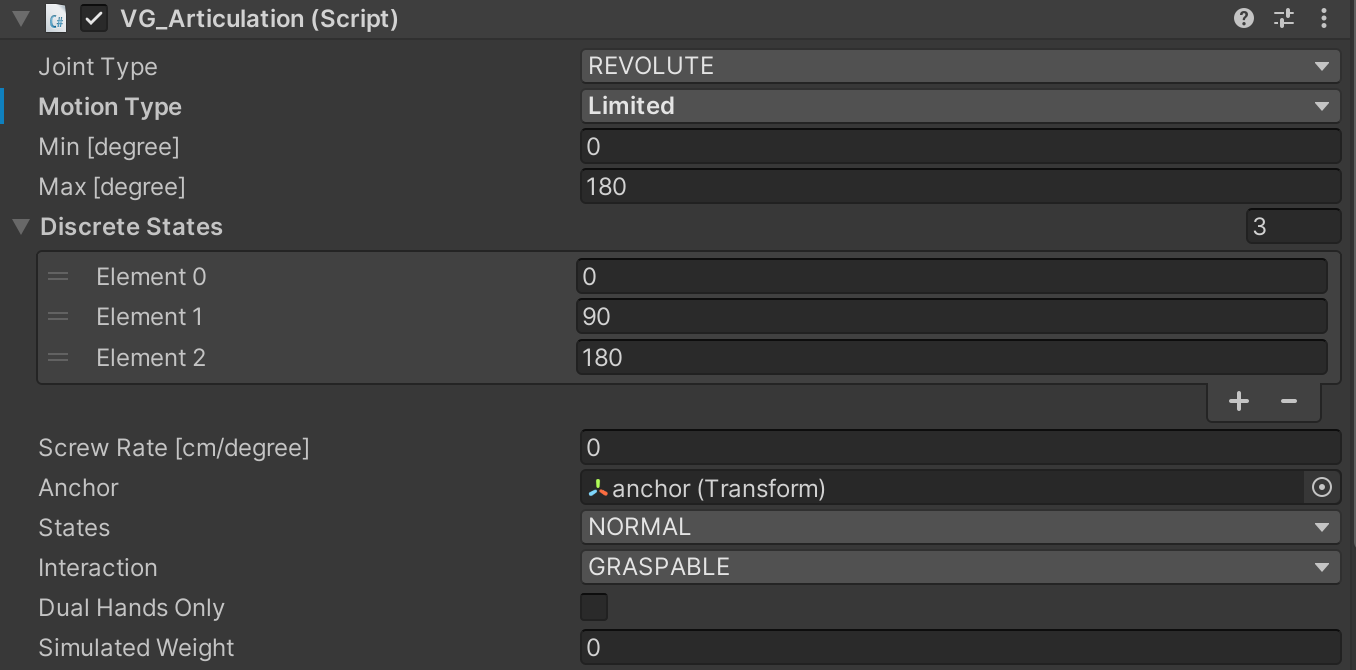 VG_Articulation (Script)
Joint Type REVOLUTE
Motion Type Limited
Min [degree] 0
Max [degree] 180
Discrete States 3
Element 0 0
Element 1 90
Element 2 180
+ −
Screw Rate [cm/degree] 0
Anchor anchor (Transform)
States NORMAL
Interaction GRASPABLE
Dual Hands Only
Simulated Weight 0